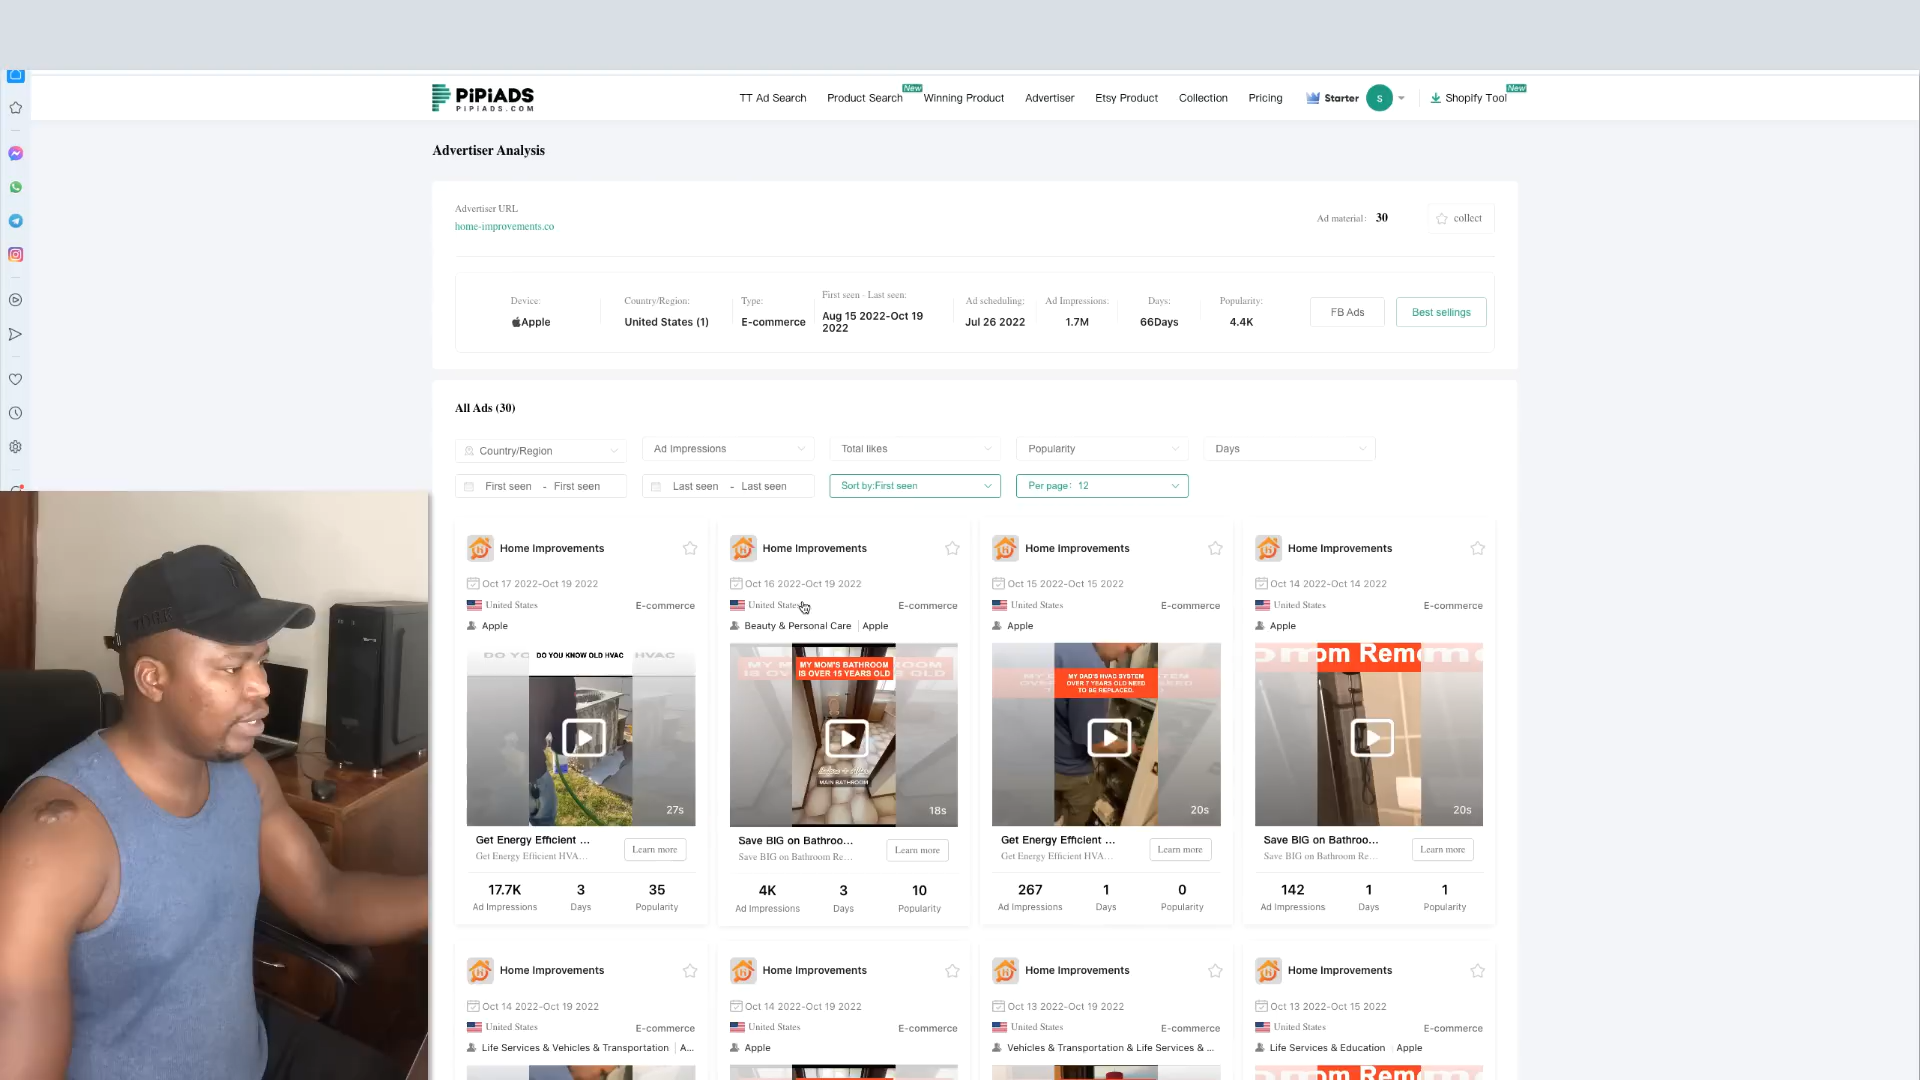 PiPiADS
PIPIADS.COM
TT Ad Search
Product Search
New
Winning Product
Advertiser
Etsy Product
Collection
Pricing
Starter
S
Shopify Tool
New
Advertiser Analysis
Advertiser URL
home-improvements.co
Ad material: 30
collect
Device:
Apple
Country/Region:
United States (1)
Type:
E-commerce
First seen - Last seen:
Aug 15 2022-Oct 19
2022
Ad scheduling:
Jul 26 2022
Ad Impressions:
1.7M
Days:
66Days
Popularity:
4.4K
FB Ads
Best sellings
All Ads (30)
Country/Region
Ad Impressions
Total likes
Popularity
Days
First seen - First seen
Last seen - Last seen
Sort by:First seen
Per page: 12
Home Improvements
Oct 17 2022-Oct 19 2022
United States
E-commerce
Apple
DO YOU KNOW OLD HVAC
27s
Get Energy Efficient ...
Get Energy Efficient HVA...
Learn more
17.7K
3
35
Ad Impressions
Days
Popularity
Home Improvements
Oct 16 2022-Oct 19 2022
United States
E-commerce
Beauty & Personal Care | Apple
MY MOM'S BATHROOM
IS OVER 15 YEARS OLD
MAIN BATHROOM
18s
Save BIG on Bathroo...
Save BIG on Bathroom Re...
Learn more
4K
3
10
Ad Impressions
Days
Popularity
Home Improvements
Oct 15 2022-Oct 15 2022
United States
E-commerce
Apple
MY DAD'S HVAC SYSTEM
OVER 7 YEARS OLD NEED
TO BE REPLACED.
20s
Get Energy Efficient ...
Get Energy Efficient HVA...
Learn more
267
1
0
Ad Impressions
Days
Popularity
Home Improvements
Oct 14 2022-Oct 14 2022
United States
E-commerce
Apple
om Remo
20s
Save BIG on Bathroo...
Save BIG on Bathroom Re...
Learn more
142
1
1
Ad Impressions
Days
Popularity
Home Improvements
Oct 14 2022-Oct 19 2022
United States
E-commerce
Life Services & Vehicles & Transportation | A...
Home Improvements
Oct 14 2022-Oct 19 2022
United States
E-commerce
Apple
Home Improvements
Oct 13 2022-Oct 19 2022
United States
E-commerce
Vehicles & Transportation & Life Services & ...
Home Improvements
Oct 13 2022-Oct 15 2022
United States
E-commerce
Life Services & Education | Apple
om Rem